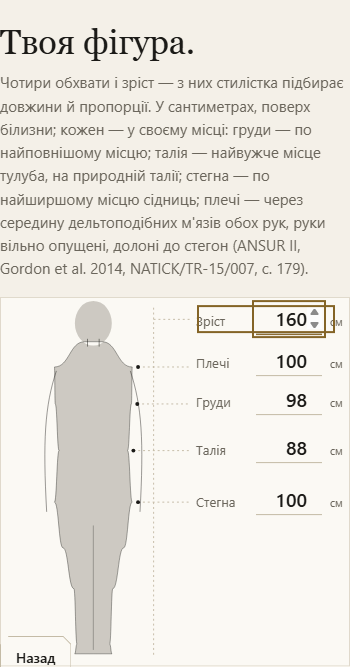 Твоя фігура.
Чотири обхвати і зріст — з них стилістка підбирає
довжини й пропорції. У сантиметрах, поверх
білизни; кожен — у своєму місці: груди — по
найповнішому місцю; талія — найвужче місце
тулуба, на природній талії; стегна — по
найширшому місцю сідниць; плечі — через
середину дельтоподібних м'язів обох рук, руки
вільно опущені, долоні до стегон (ANSUR II,
Gordon et al. 2014, NATICK/TR-15/007, с. 179).
Зріст 160 см
Плечі 100 см
Груди 98 см
Талія 88 см
Стегна 100 см
Назад